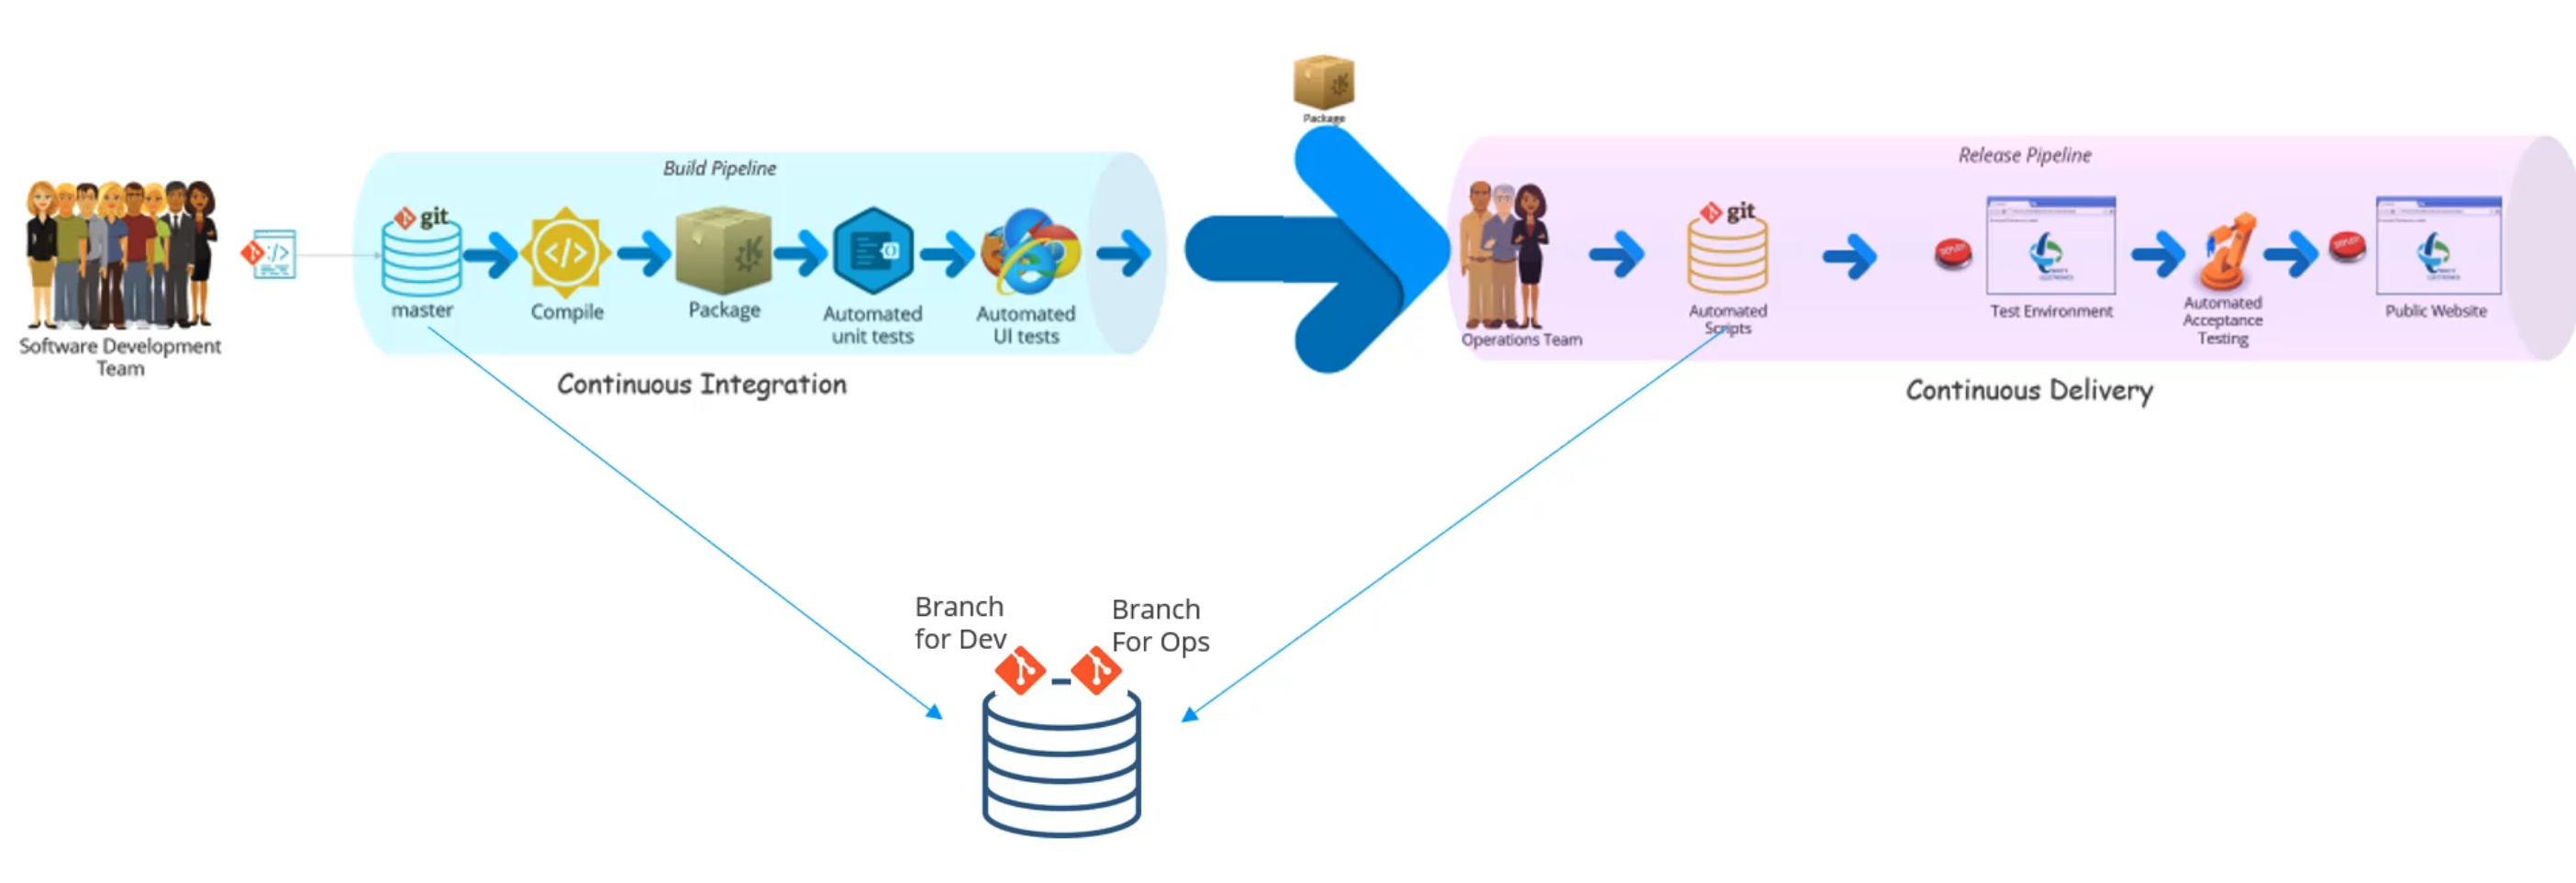 Package
Build Pipeline
Release Pipeline
git
master
Compile
Package
Automated
unit tests
Automated
UI tests
Software Development
Team
Continuous Integration
Operations Team
git
Automated
Scripts
DEPLOY
Test Environment
Automated
Acceptance
Testing
DEPLOY
Public Website
Continuous Delivery
Branch
for Dev
Branch
For Ops